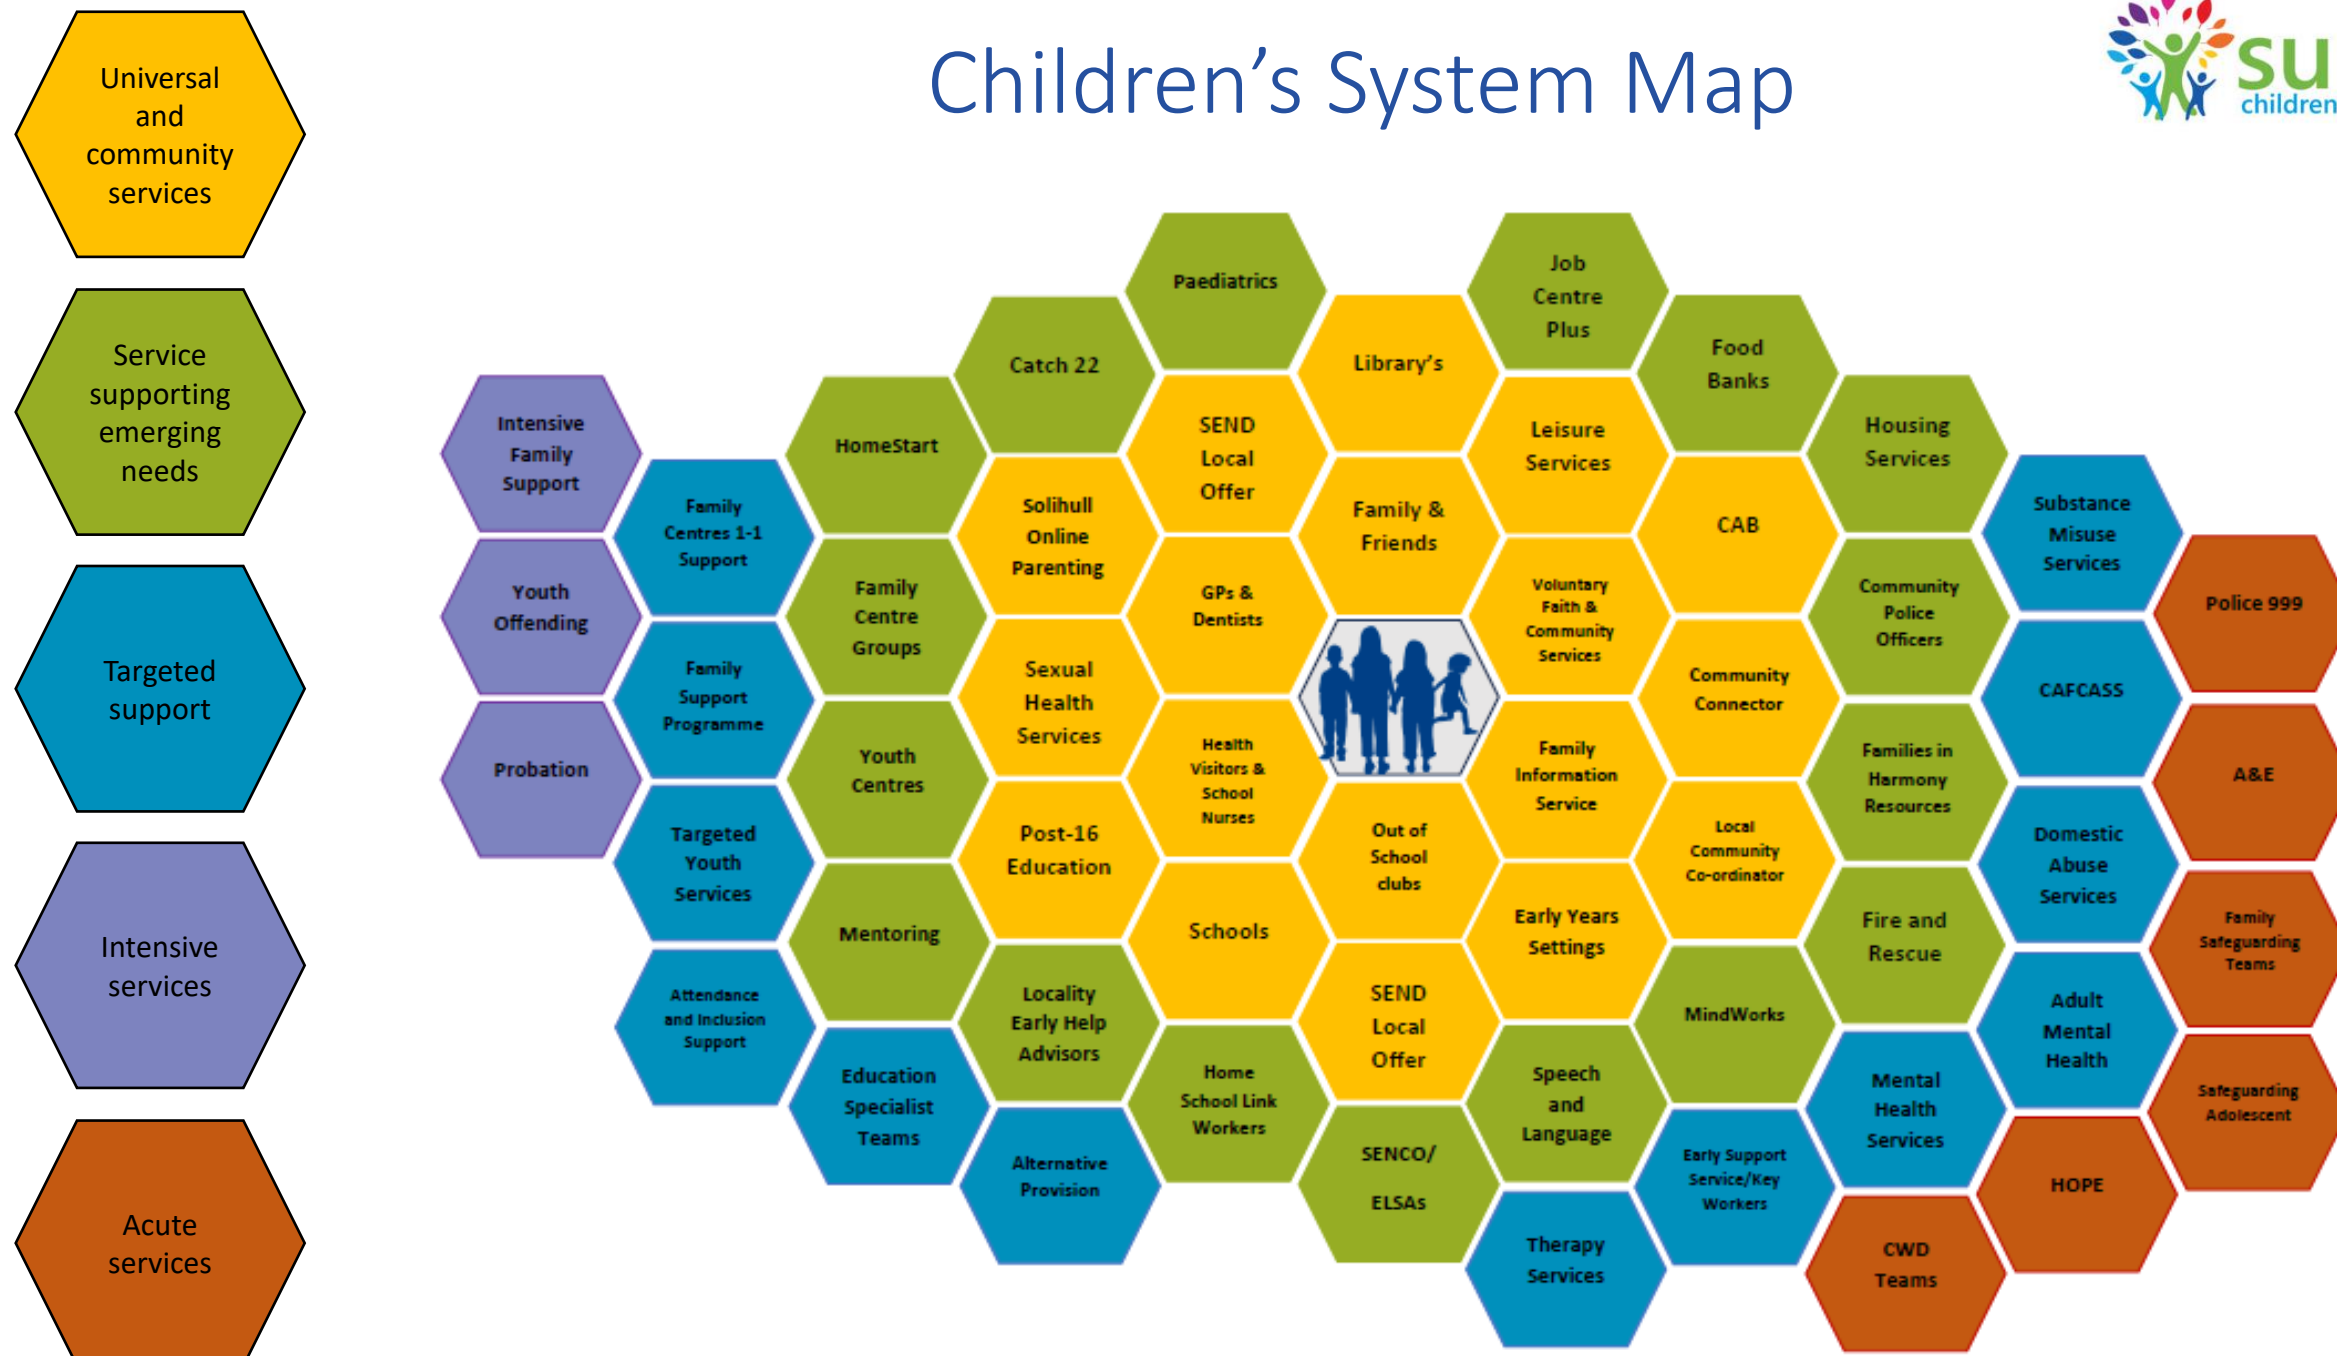 Children's System Map
su
children
Universal
and
community
services
Service
supporting
emerging
needs
Targeted
support
Intensive
services
Acute
services
Intensive
Family
Support
Youth
Offending
Probation
Family
Centres 1-1
Support
Family
Support
Programme
Targeted
Youth
Services
Attendance
and Inclusion
Support
HomeStart
Family
Centre
Groups
Youth
Centres
Mentoring
Education
Specialist
Teams
Catch 22
Solihull
Online
Parenting
Sexual
Health
Services
Post-16
Education
Locality
Early Help
Advisors
Alternative
Provision
Paediatrics
SEND
Local
Offer
GPs &
Dentists
Health
Visitors &
School
Nurses
Schools
Home
School Link
Workers
Library's
Family &
Friends
Out of
School
clubs
SEND
Local
Offer
SENCO/
ELSAs
Job
Centre
Plus
Leisure
Services
Voluntary
Faith &
Community
Services
Family
Information
Service
Early Years
Settings
Speech
and
Language
Therapy
Services
Food
Banks
CAB
Community
Connector
Local
Community
Co-ordinator
MindWorks
Early Support
Service/Key
Workers
Housing
Services
Community
Police
Officers
Families in
Harmony
Resources
Fire and
Rescue
Mental
Health
Services
CWD
Teams
Substance
Misuse
Services
CAFCASS
Domestic
Abuse
Services
Adult
Mental
Health
HOPE
Police 999
A&E
Family
Safeguarding
Teams
Safeguarding
Adolescent